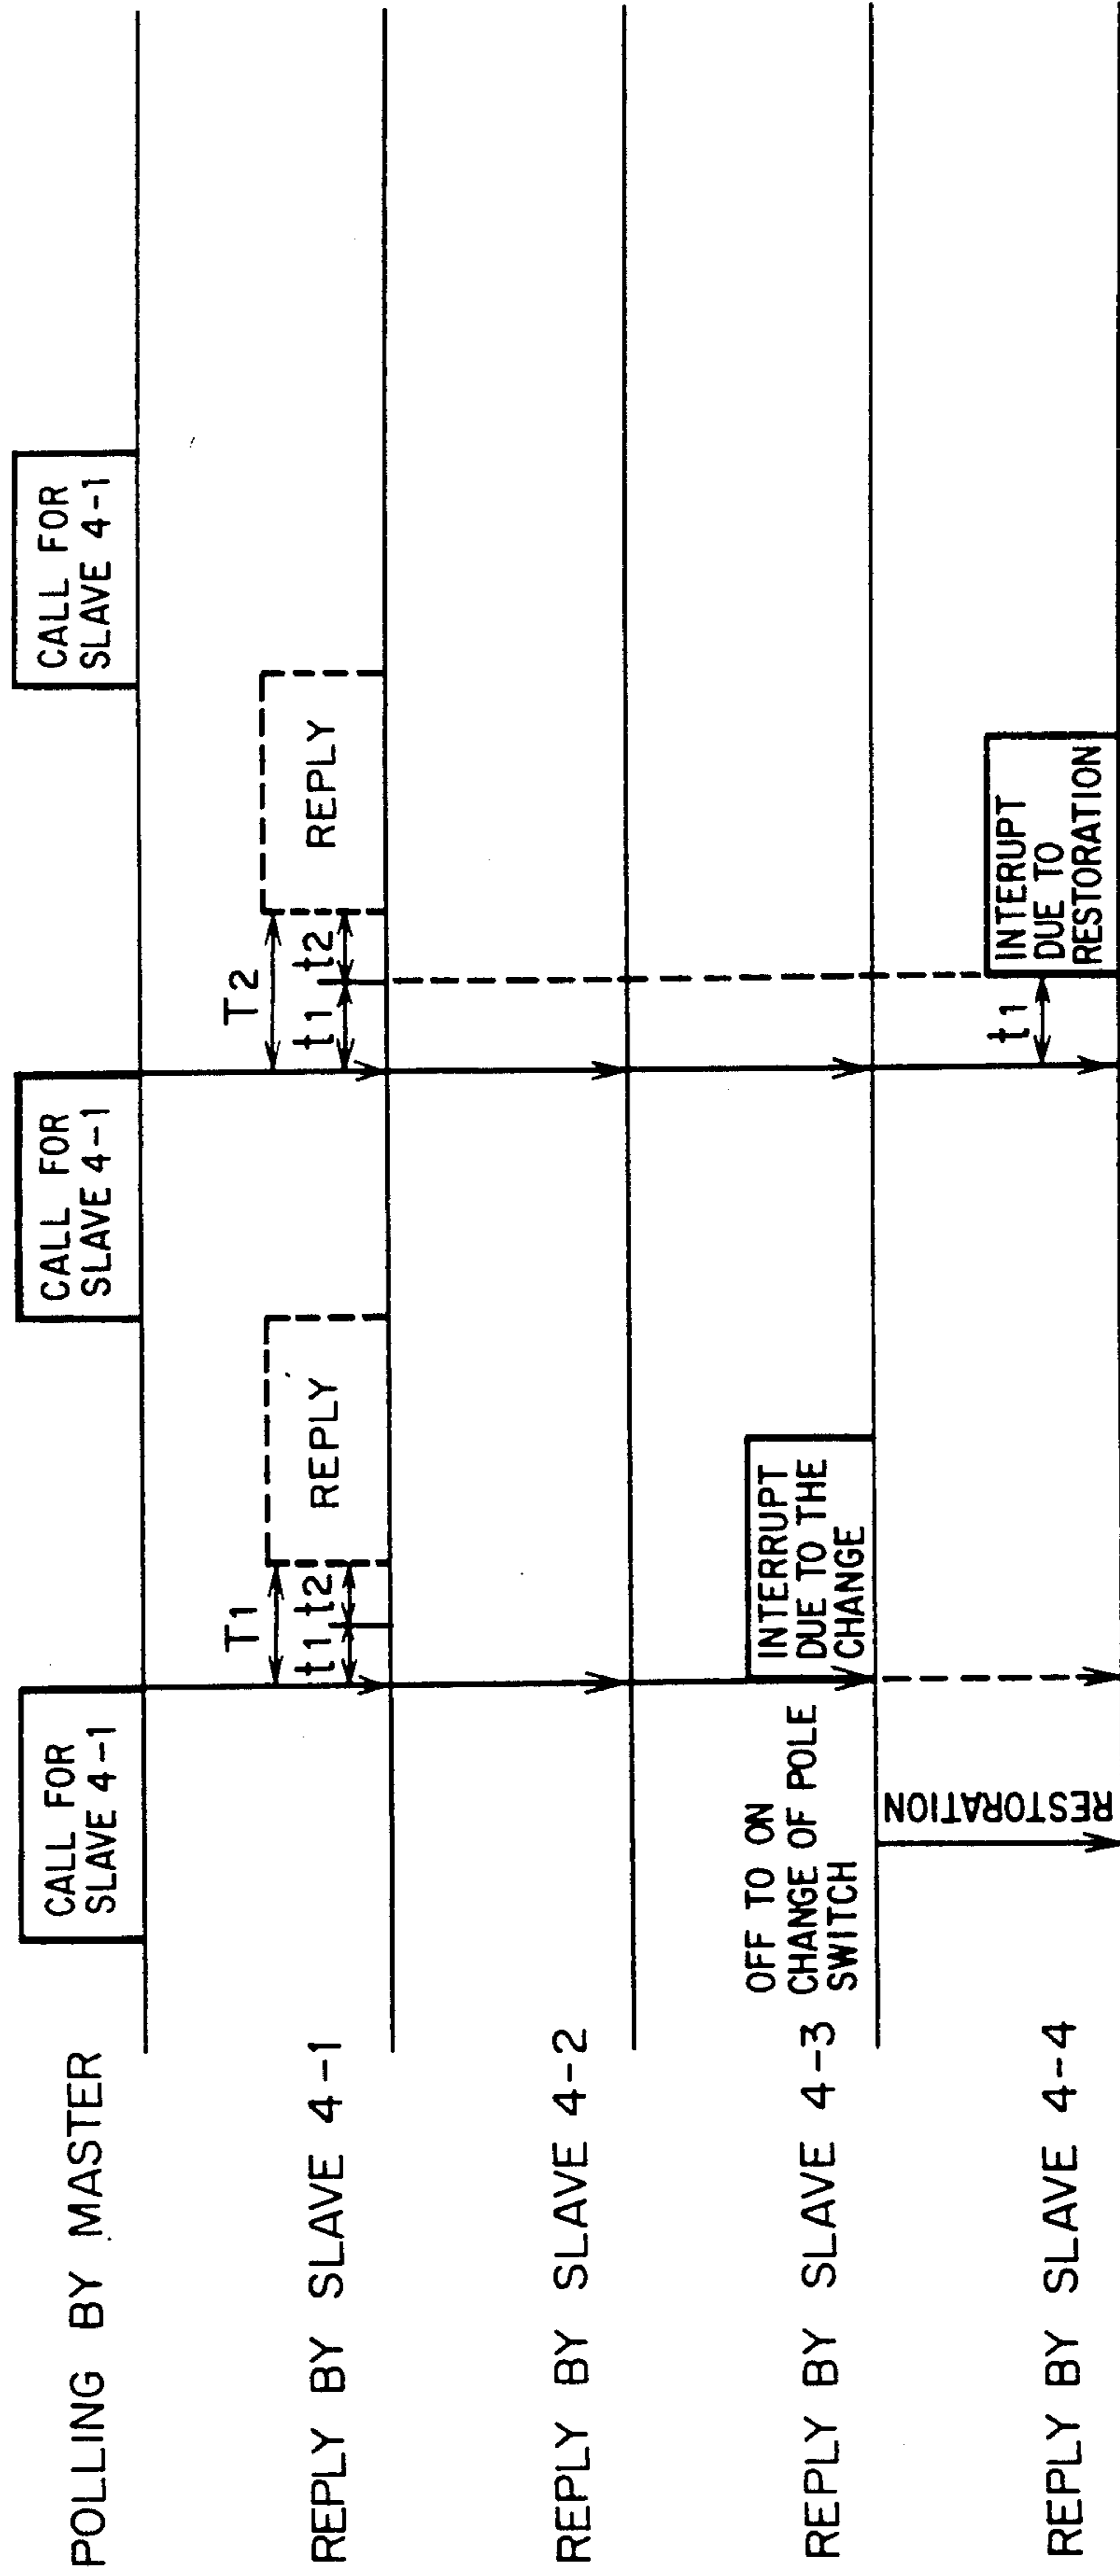 POLLING BY MASTER
CALL FOR
SLAVE 4-1
CALL FOR
SLAVE 4-1
CALL FOR
SLAVE 4-1
REPLY BY SLAVE 4-1
T1
t1
t2
REPLY
T2
t1
t2
REPLY
REPLY BY SLAVE 4-2
REPLY BY SLAVE 4-3
OFF TO ON
CHANGE OF POLE
SWITCH
INTERRUPT
DUE TO THE
CHANGE
REPLY BY SLAVE 4-4
RESTORATION
t1
INTERUPT
DUE TO
RESTORATION